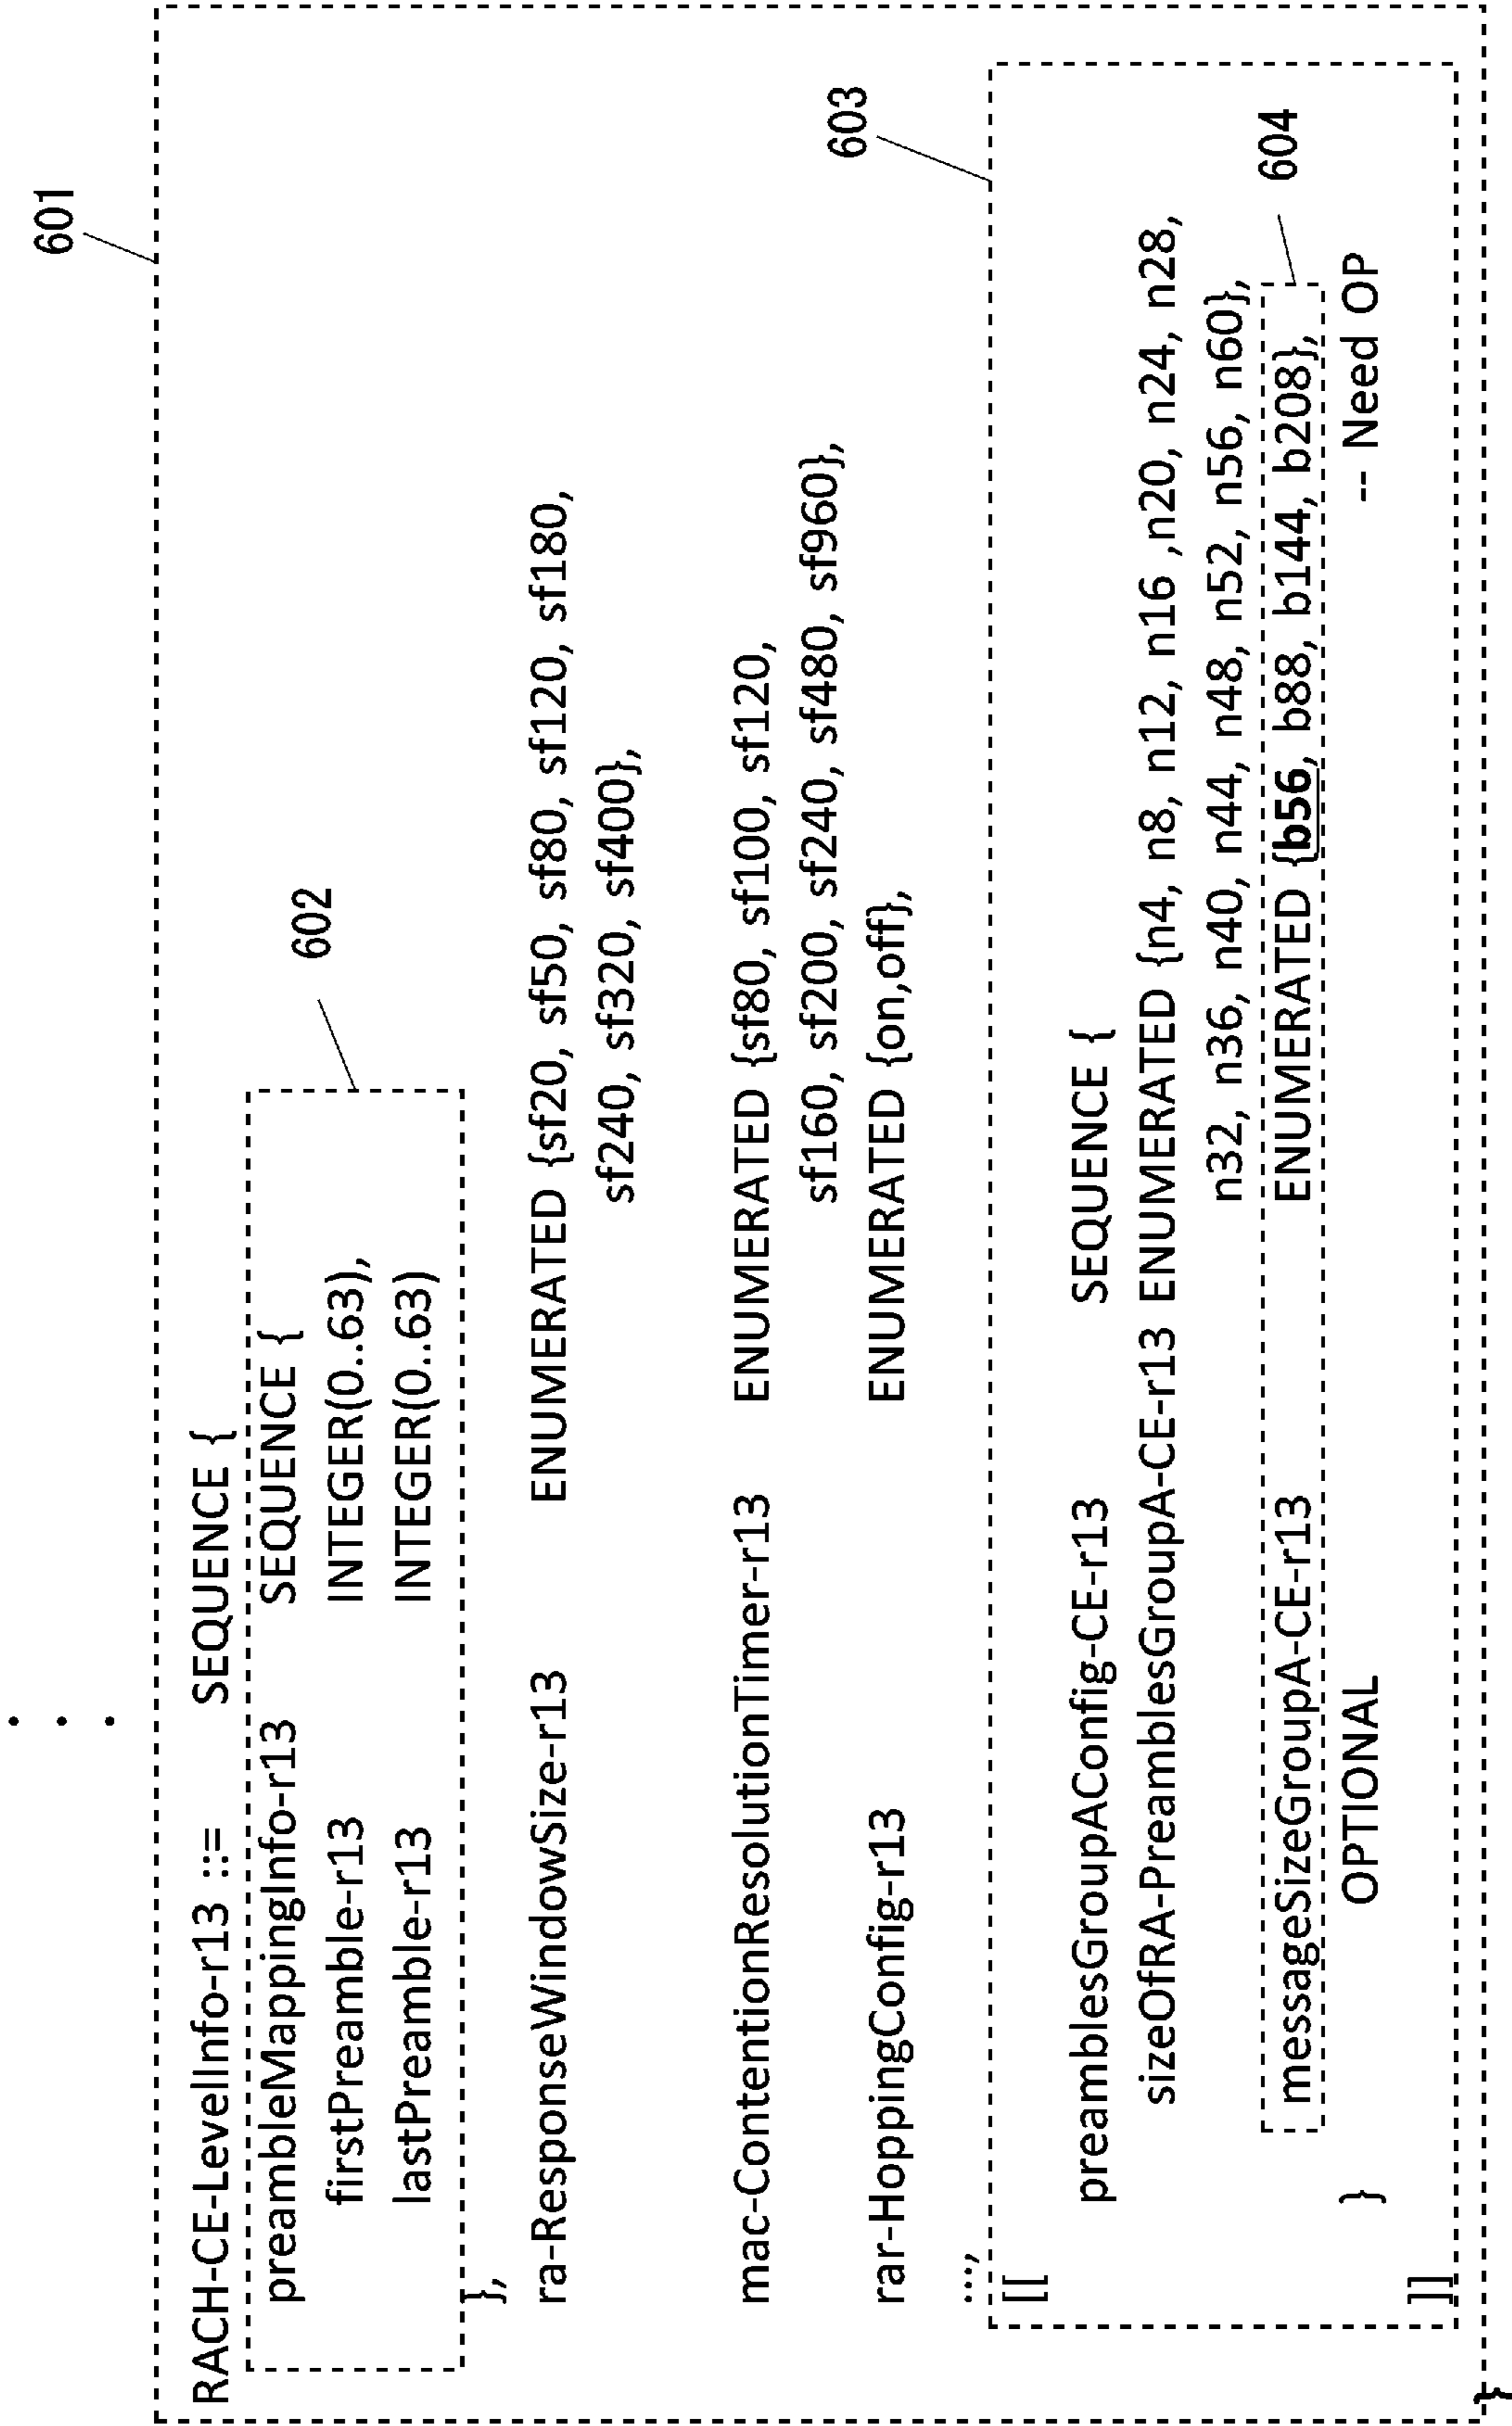 . . .
601
RACH-CE-LevelInfo-r13 ::= SEQUENCE {
preambleMappingInfo-r13 SEQUENCE {
602
firstPreamble-r13 INTEGER(0..63),
lastPreamble-r13 INTEGER(0..63)
},
ra-ResponseWindowSize-r13 ENUMERATED {sf20, sf50, sf80, sf120, sf180,
sf240, sf320, sf400},
mac-ContentionResolutionTimer-r13 ENUMERATED {sf80, sf100, sf120,
sf160, sf200, sf240, sf480, sf960},
rar-HoppingConfig-r13 ENUMERATED {on,off},
603
...,
[[
preamblesGroupAConfig-CE-r13 SEQUENCE {
sizeOfRA-PreamblesGroupA-CE-r13 ENUMERATED {n4, n8, n12, n16 ,n20, n24, n28,
n32, n36, n40, n44, n48, n52, n56, n60},
604
messageSizeGroupA-CE-r13 ENUMERATED {b56, b88, b144, b208},
} OPTIONAL -- Need OP
]]
}